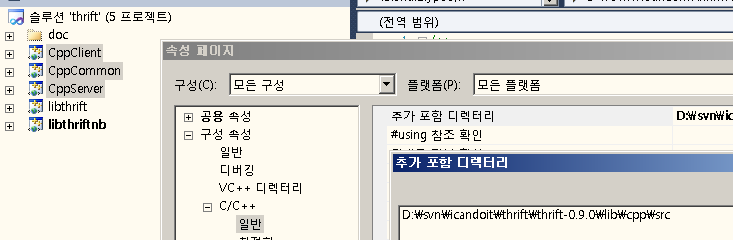 솔루션 'thrift' (5 프로젝트)
doc
CppClient
CppCommon
CppServer
libthrift
libthriftnb
(전역 범위)
속성 페이지
구성(C): 모든 구성 플랫폼(P): 모든 플랫폼
공용 속성
구성 속성
일반
디버깅
VC++ 디렉터리
C/C++
일반
추가 포함 디렉터리 D:₩svn₩ic
#using 참조 확인
추가 포함 디렉터리
D:₩svn₩icandoit₩thrift₩thrift-0.9.0₩lib₩cpp₩src